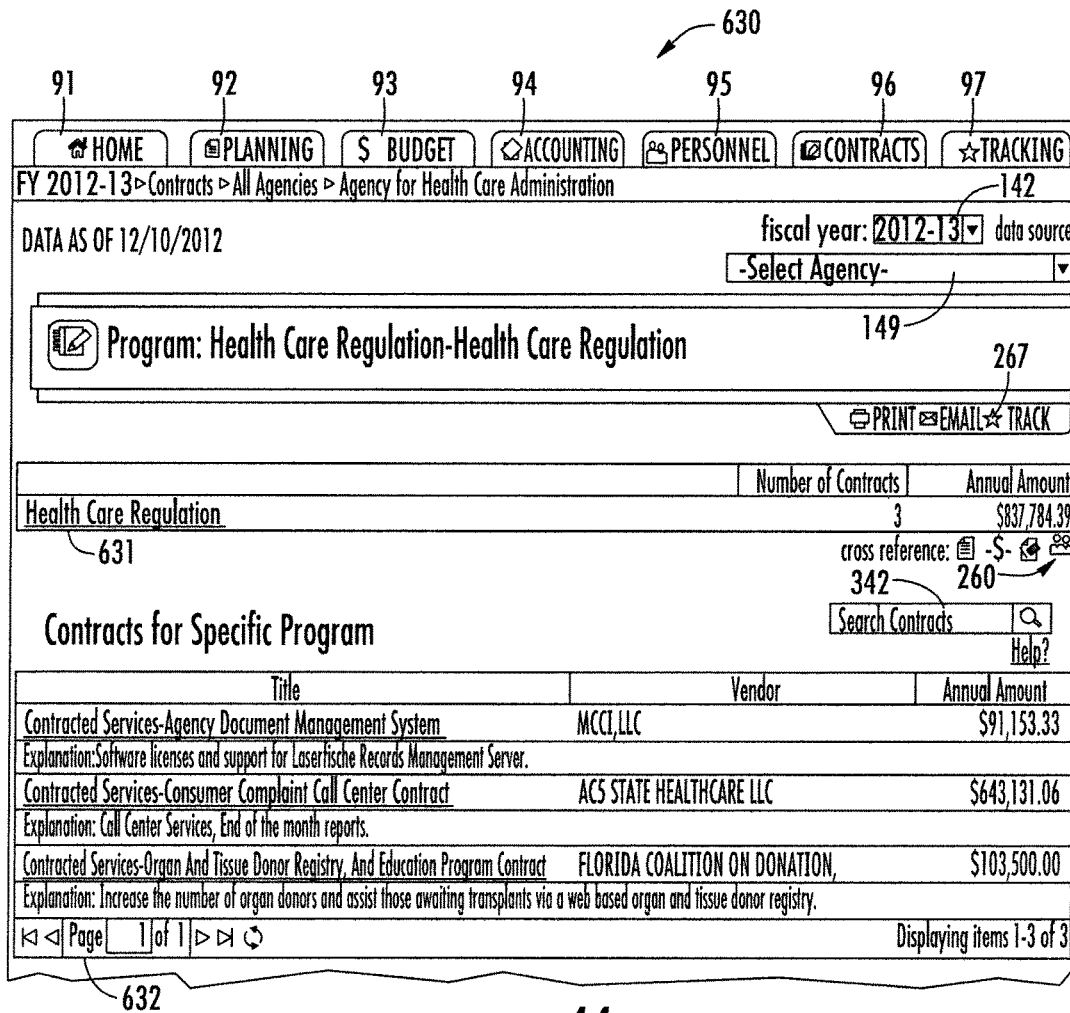 630
91 92 93 94 95 96 97
HOME PLANNING $ BUDGET ACCOUNTING PERSONNEL CONTRACTS TRACKING
FY 2012-13▹Contracts ▹ All Agencies ▹ Agency for Health Care Administration
142
DATA AS OF 12/10/2012
fiscal year: 2012-13 data source
-Select Agency-
149
Program: Health Care Regulation-Health Care Regulation
267
PRINT EMAIL TRACK
Number of Contracts Annual Amount
Health Care Regulation 3 $837,784.39
631
cross reference: -$-
342 260
Contracts for Specific Program
Search Contracts
Help?
Title Vendor Annual Amount
Contracted Services-Agency Document Management System MCCI,LLC $91,153.33
Explanation:Software licenses and support for Laserfische Records Management Server.
Contracted Services-Consumer Complaint Call Center Contract AC5 STATE HEALTHCARE LLC $643,131.06
Explanation: Call Center Services, End of the month reports.
Contracted Services-Organ And Tissue Donor Registry, And Education Program Contract FLORIDA COALITION ON DONATION, $103,500.00
Explanation: Increase the number of organ donors and assist those awaiting transplants via a web based organ and tissue donor registry.
Page 1 of 1 Displaying items 1-3 of 3
632